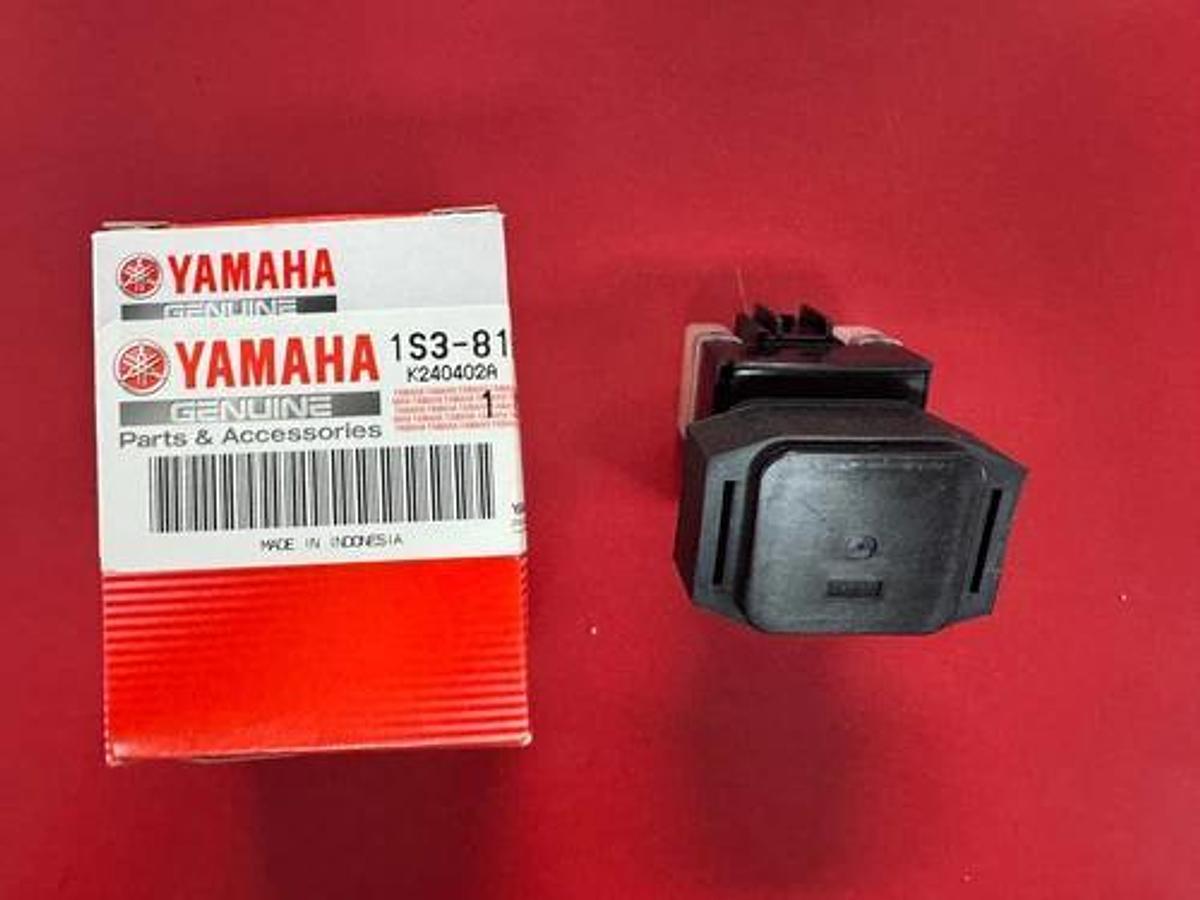 YAMAHA
GENUINE
YAMAHA
1S3-81
K240402A
GENUINE
1
Parts & Accessories
MADE IN INDONESIA